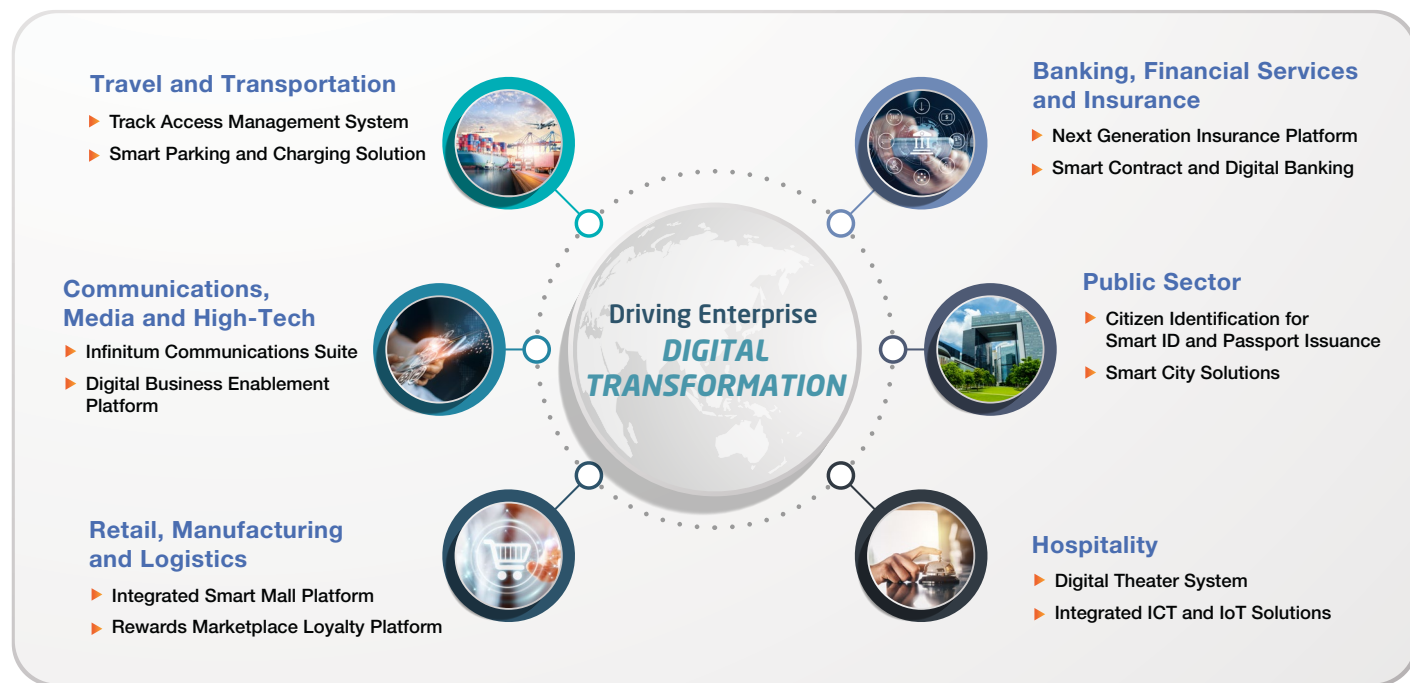 Travel and Transportation
Track Access Management System
Smart Parking and Charging Solution
Communications,
Media and High-Tech
Infinitum Communications Suite
Digital Business Enablement
Platform
Retail, Manufacturing
and Logistics
Integrated Smart Mall Platform
Rewards Marketplace Loyalty Platform
Driving Enterprise
DIGITAL
TRANSFORMATION
Banking, Financial Services
and Insurance
Next Generation Insurance Platform
Smart Contract and Digital Banking
Public Sector
Citizen Identification for
Smart ID and Passport Issuance
Smart City Solutions
Hospitality
Digital Theater System
Integrated ICT and IoT Solutions